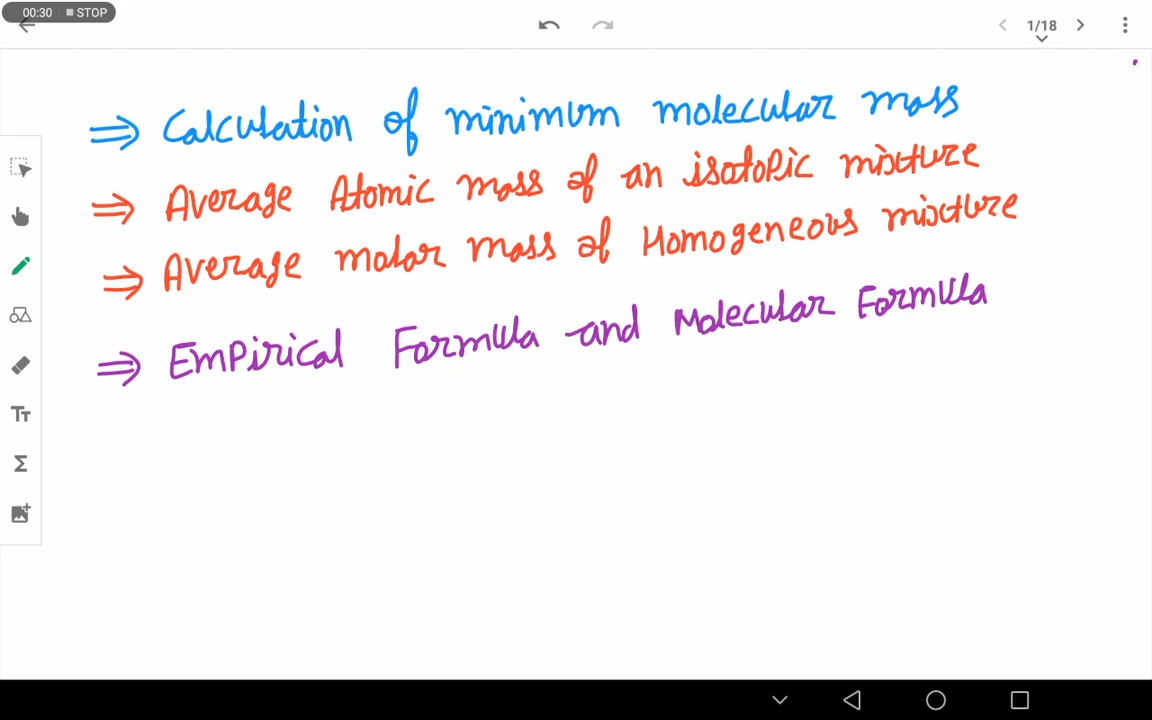 00:30 STOP
1/18
⇒ Calculation of minimum molecular mass
⇒ Average Atomic mass of an isotopic mixture
⇒ Average molar mass of Homogeneous mixture
⇒ Empirical Formula and Molecular Formula
Tт
Σ